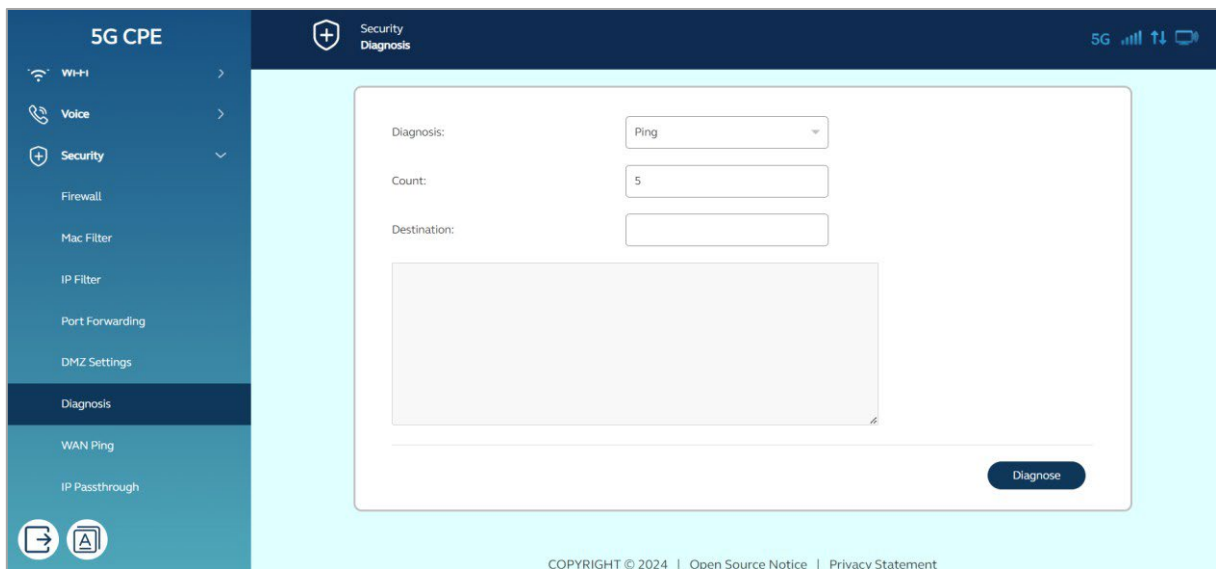 5G CPE
Security
Diagnosis
5G
Wi-Fi
Voice
Security
Firewall
Mac Filter
IP Filter
Port Forwarding
DMZ Settings
Diagnosis
WAN Ping
IP Passthrough
A
Diagnosis:
Ping
Count:
5
Destination:
Diagnose
COPYRIGHT © 2024 | Open Source Notice | Privacy Statement